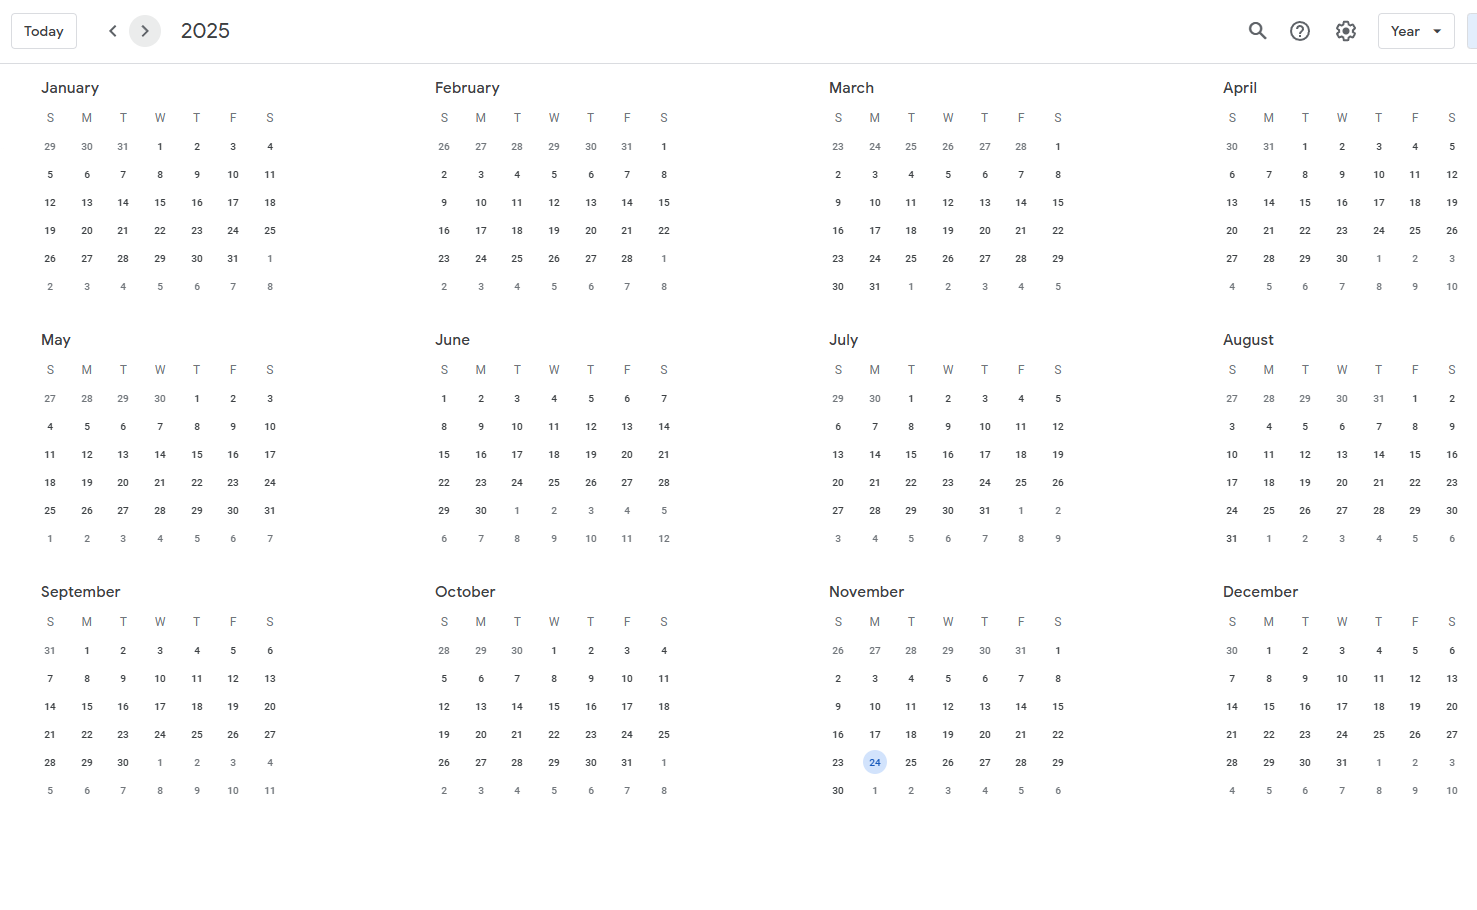 Today 2025 Year
January February March April
S M T W T F S S M T W T F S S M T W T F S S M T W T F S
29 30 31 1 2 3 4 26 27 28 29 30 31 1 23 24 25 26 27 28 1 30 31 1 2 3 4 5
5 6 7 8 9 10 11 2 3 4 5 6 7 8 2 3 4 5 6 7 8 6 7 8 9 10 11 12
12 13 14 15 16 17 18 9 10 11 12 13 14 15 9 10 11 12 13 14 15 13 14 15 16 17 18 19
19 20 21 22 23 24 25 16 17 18 19 20 21 22 16 17 18 19 20 21 22 20 21 22 23 24 25 26
26 27 28 29 30 31 1 23 24 25 26 27 28 1 23 24 25 26 27 28 29 27 28 29 30 1 2 3
2 3 4 5 6 7 8 2 3 4 5 6 7 8 30 31 1 2 3 4 5 4 5 6 7 8 9 10
May June July August
S M T W T F S S M T W T F S S M T W T F S S M T W T F S
27 28 29 30 1 2 3 1 2 3 4 5 6 7 29 30 1 2 3 4 5 27 28 29 30 31 1 2
4 5 6 7 8 9 10 8 9 10 11 12 13 14 6 7 8 9 10 11 12 3 4 5 6 7 8 9
11 12 13 14 15 16 17 15 16 17 18 19 20 21 13 14 15 16 17 18 19 10 11 12 13 14 15 16
18 19 20 21 22 23 24 22 23 24 25 26 27 28 20 21 22 23 24 25 26 17 18 19 20 21 22 23
25 26 27 28 29 30 31 29 30 1 2 3 4 5 27 28 29 30 31 1 2 24 25 26 27 28 29 30
1 2 3 4 5 6 7 6 7 8 9 10 11 12 3 4 5 6 7 8 9 31 1 2 3 4 5 6
September October November December
S M T W T F S S M T W T F S S M T W T F S S M T W T F S
31 1 2 3 4 5 6 28 29 30 1 2 3 4 26 27 28 29 30 31 1 30 1 2 3 4 5 6
7 8 9 10 11 12 13 5 6 7 8 9 10 11 2 3 4 5 6 7 8 7 8 9 10 11 12 13
14 15 16 17 18 19 20 12 13 14 15 16 17 18 9 10 11 12 13 14 15 14 15 16 17 18 19 20
21 22 23 24 25 26 27 19 20 21 22 23 24 25 16 17 18 19 20 21 22 21 22 23 24 25 26 27
28 29 30 1 2 3 4 26 27 28 29 30 31 1 23 24 25 26 27 28 29 28 29 30 31 1 2 3
5 6 7 8 9 10 11 2 3 4 5 6 7 8 30 1 2 3 4 5 6 4 5 6 7 8 9 10